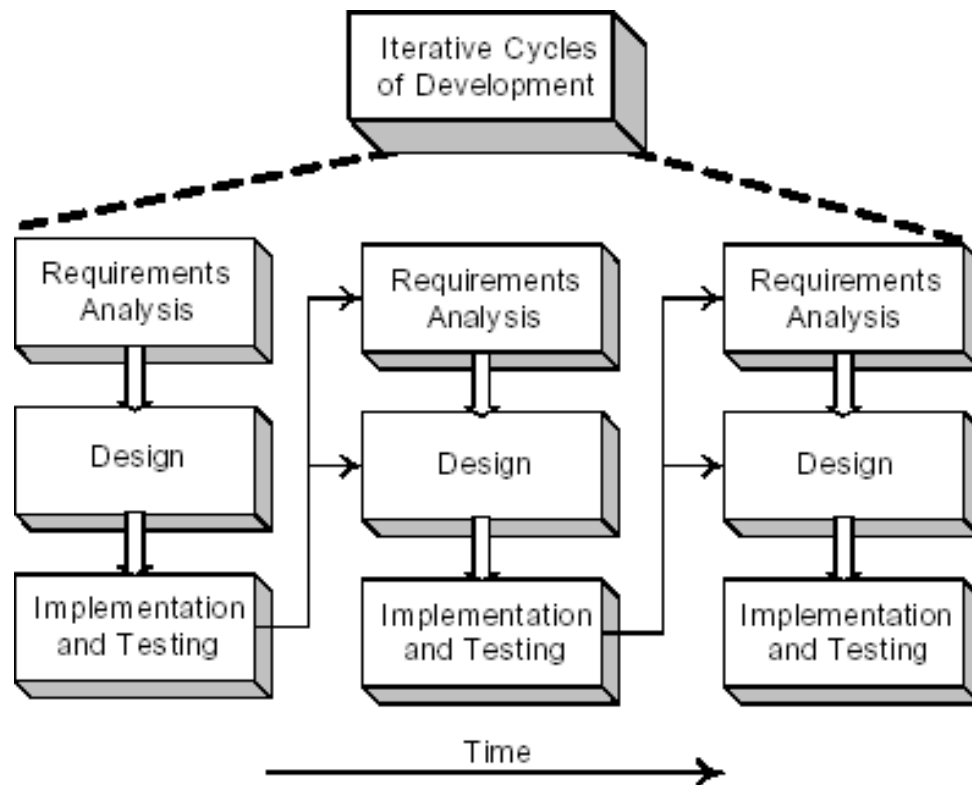 Iterative Cycles
of Development
Requirements
Analysis
Design
Implementation
and Testing
Requirements
Analysis
Design
Implementation
and Testing
Requirements
Analysis
Design
Implementation
and Testing
Time